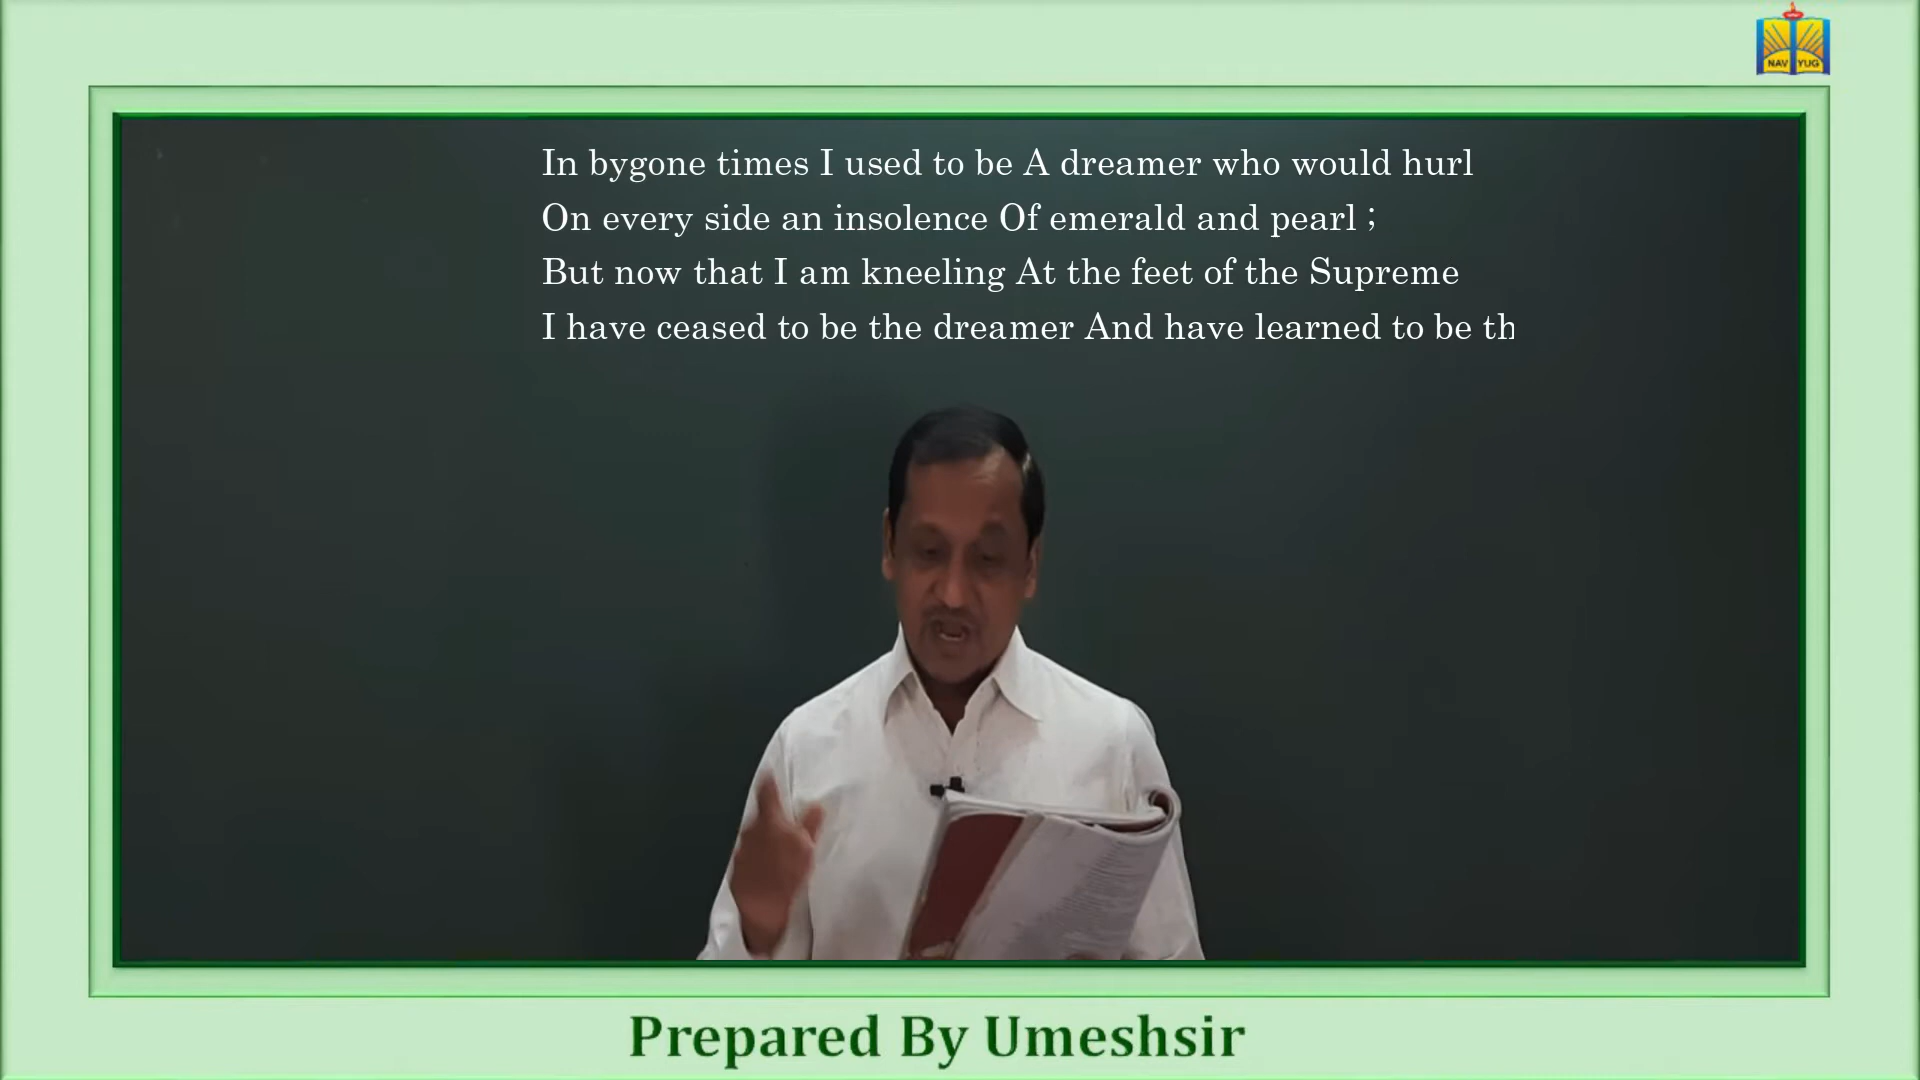 NAV YUG
In bygone times I used to be A dreamer who would hurl
On every side an insolence Of emerald and pearl ;
But now that I am kneeling At the feet of the Supreme
I have ceased to be the dreamer And have learned to be th
Prepared By Umeshsir